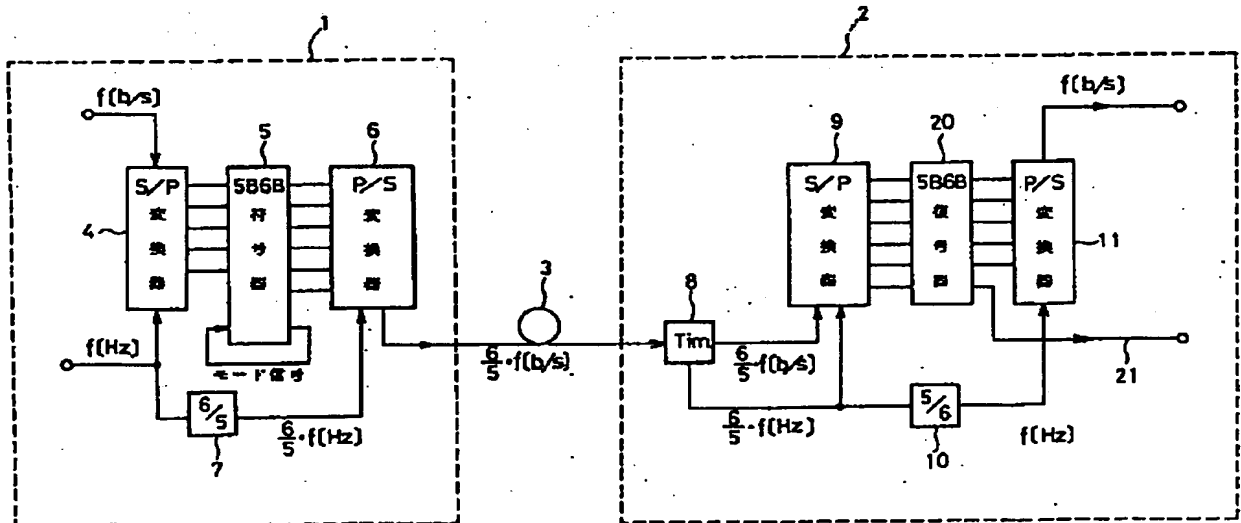 1
2
f[b/s]
f[b/s]
5
6
9
20
S/P
変
換
器
5B6B
符
号
器
P/S
変
換
器
4
S/P
変
換
器
5B6B
復
号
器
P/S
変
換
器
11
3
8
Tim
f[Hz]
モード信号
6/5・f[b/s]
6/5・f[b/s]
21
6/5
6/5・f[Hz]
7
6/5・f[Hz]
5/6
10
f[Hz]